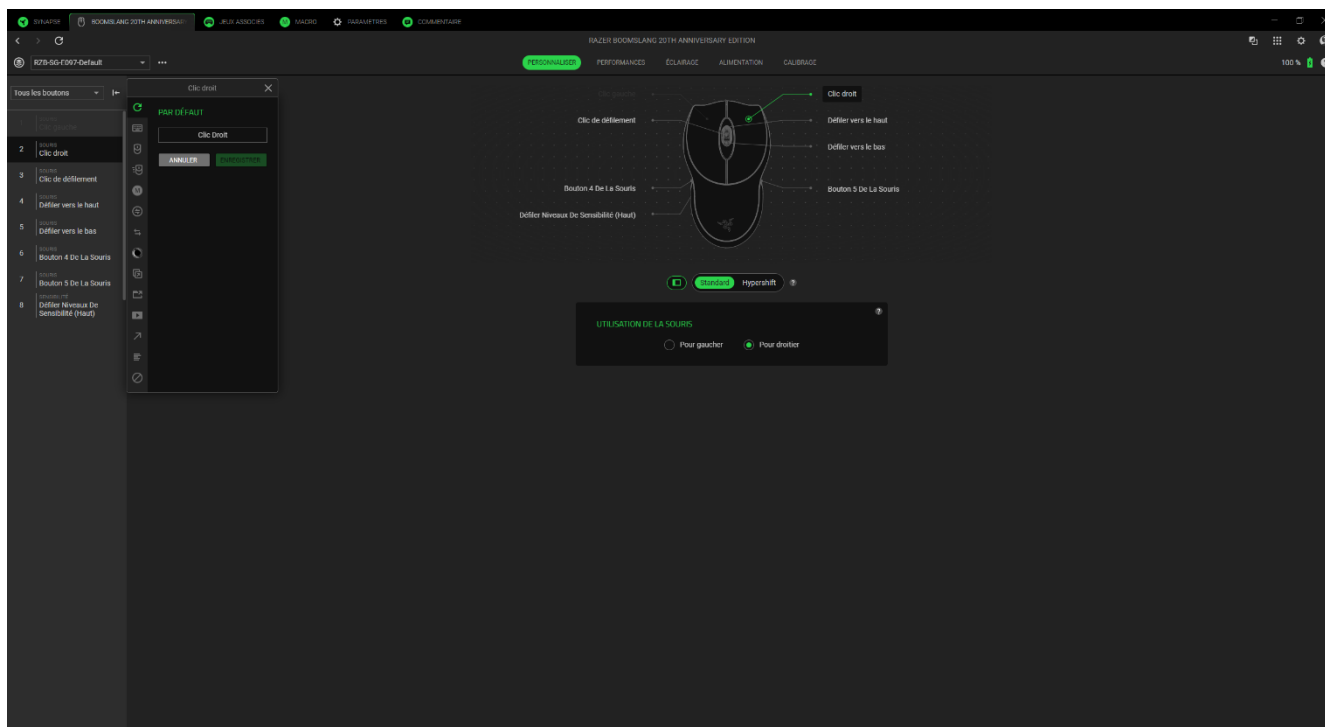 SYNAPSE
BOOMSLANG 20TH ANNIVERSARY
JEUX ASSOCIÉS
MACRO
PARAMÈTRES
COMMENTAIRE
RAZER BOOMSLANG 20TH ANNIVERSARY EDITION
RZB-SG-E097-Default
PERSONNALISER
PERFORMANCES
ÉCLAIRAGE
ALIMENTATION
CALIBRAGE
100 %
Tous les boutons
1
SOURIS
Clic gauche
2
SOURIS
Clic droit
3
SOURIS
Clic de défilement
4
SOURIS
Défiler vers le haut
5
SOURIS
Défiler vers le bas
6
SOURIS
Bouton 4 De La Souris
7
SOURIS
Bouton 5 De La Souris
8
SENSIBILITÉ
Défiler Niveaux De
Sensibilité (Haut)
Clic droit
PAR DÉFAUT
Clic Droit
ANNULER
ENREGISTRER
Clic gauche
Clic droit
Clic de défilement
Défiler vers le haut
Défiler vers le bas
Bouton 4 De La Souris
Bouton 5 De La Souris
Défiler Niveaux De Sensibilité (Haut)
Standard
Hypershift
?
?
UTILISATION DE LA SOURIS
Pour gaucher
Pour droitier